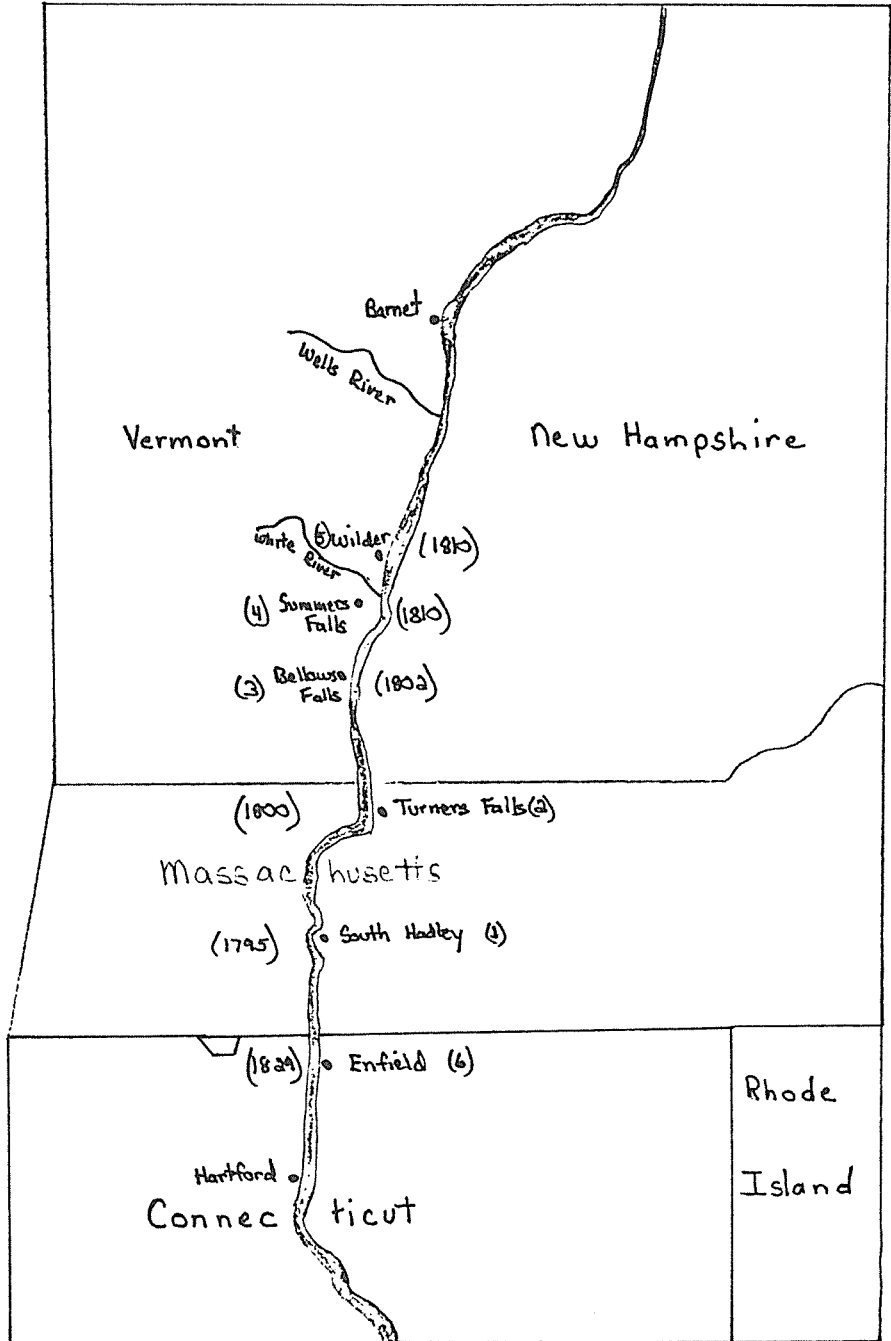 Barnet
Wells River
Vermont
New Hampshire
White
River
(5) Wilder
(1810)
(4) Summers
Falls
(1810)
(3) Bellowso
Falls
(1802)
(1800)
Turners Falls (2)
Massachusetts
(1795)
South Hadley (1)
(1829)
Enfield (6)
Rhode
Island
Hartford
Connecticut